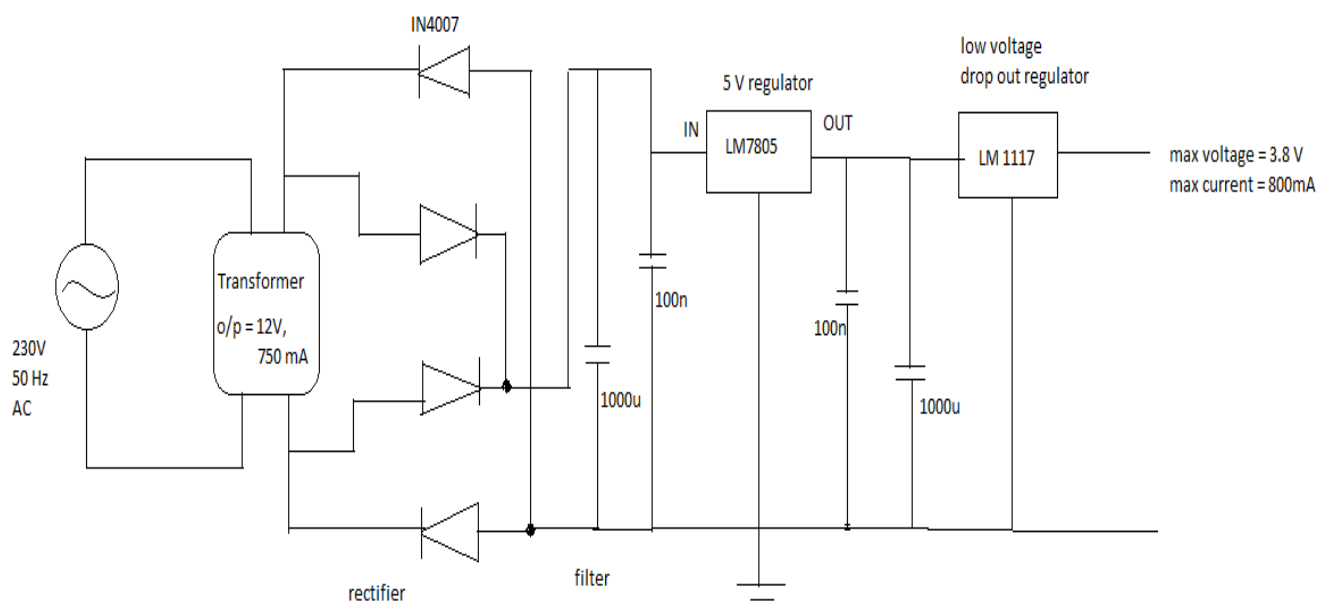 IN4007
low voltage
drop out regulator
5 V regulator
IN
OUT
LM7805
LM 1117
max voltage = 3.8 V
max current = 800mA
Transformer
o/p = 12V,
750 mA
230V
50 Hz
AC
100n
100n
1000u
1000u
rectifier
filter